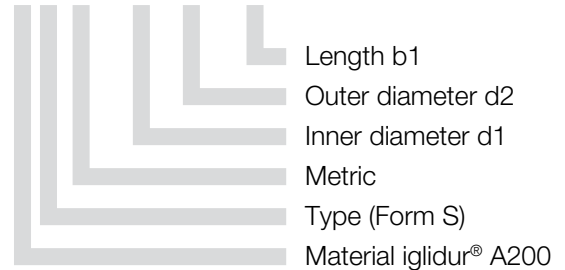 Length b1
Outer diameter d2
Inner diameter d1
Metric
Type (Form S)
Material iglidur® A200